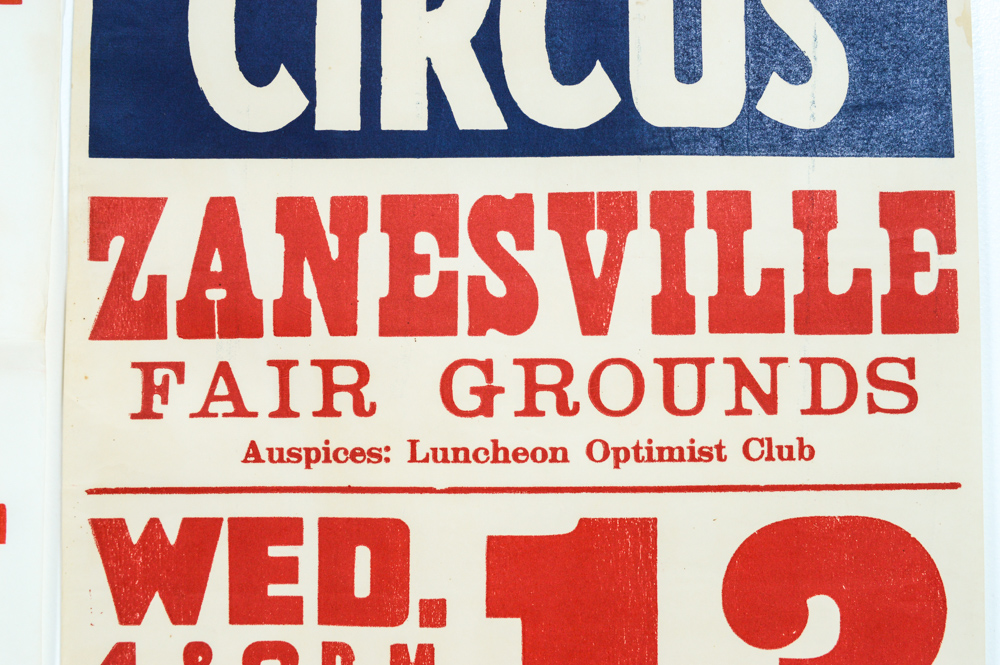 CIRCUS
ZANESVILLE
FAIR GROUNDS
Auspices: Luncheon Optimist Club
WED.